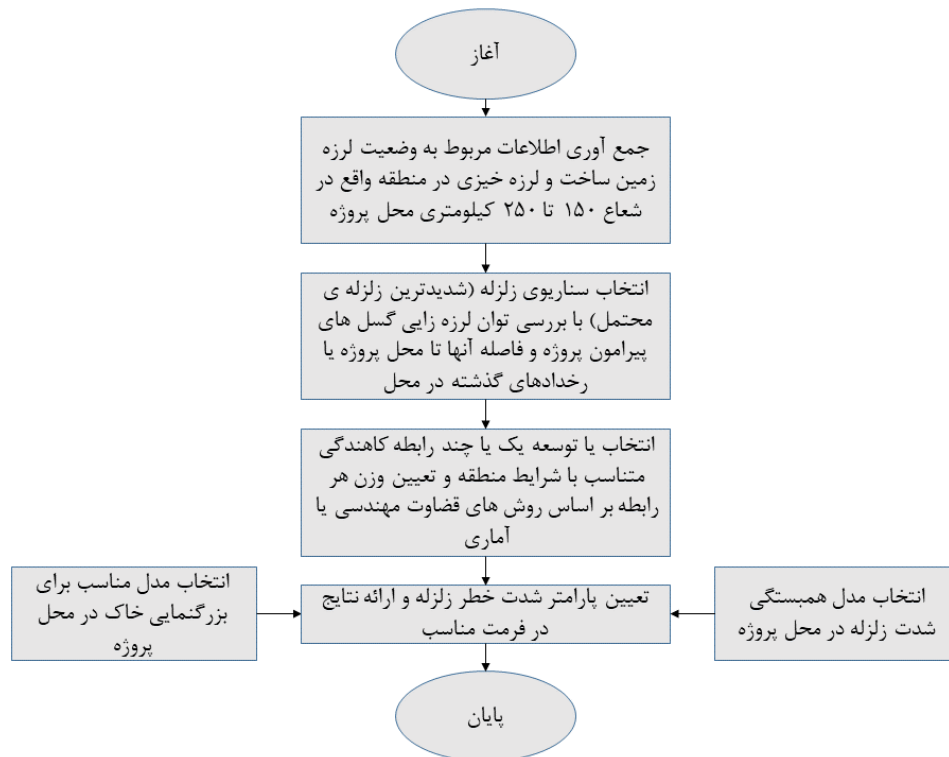 آغاز
جمع آوری اطلاعات مربوط به وضعیت لرزه
زمین ساخت و لرزه خیزی در منطقه واقع در
شعاع ۱۵۰ تا ۲۵۰ کیلومتری محل پروژه
انتخاب سناریوی زلزله (شدیدترین زلزله ی
محتمل) با بررسی توان لرزه زایی گسل های
پیرامون پروژه و فاصله آنها تا محل پروژه یا
رخدادهای گذشته در محل
انتخاب یا توسعه یک یا چند رابطه کاهندگی
متناسب با شرایط منطقه و تعیین وزن هر
رابطه بر اساس روش های قضاوت مهندسی یا
آماری
انتخاب مدل همبستگی
شدت زلزله در محل پروژه
تعیین پارامتر شدت خطر زلزله و ارائه نتایج
در فرمت مناسب
انتخاب مدل مناسب برای
بزرگنمایی خاک در محل
پروژه
پایان